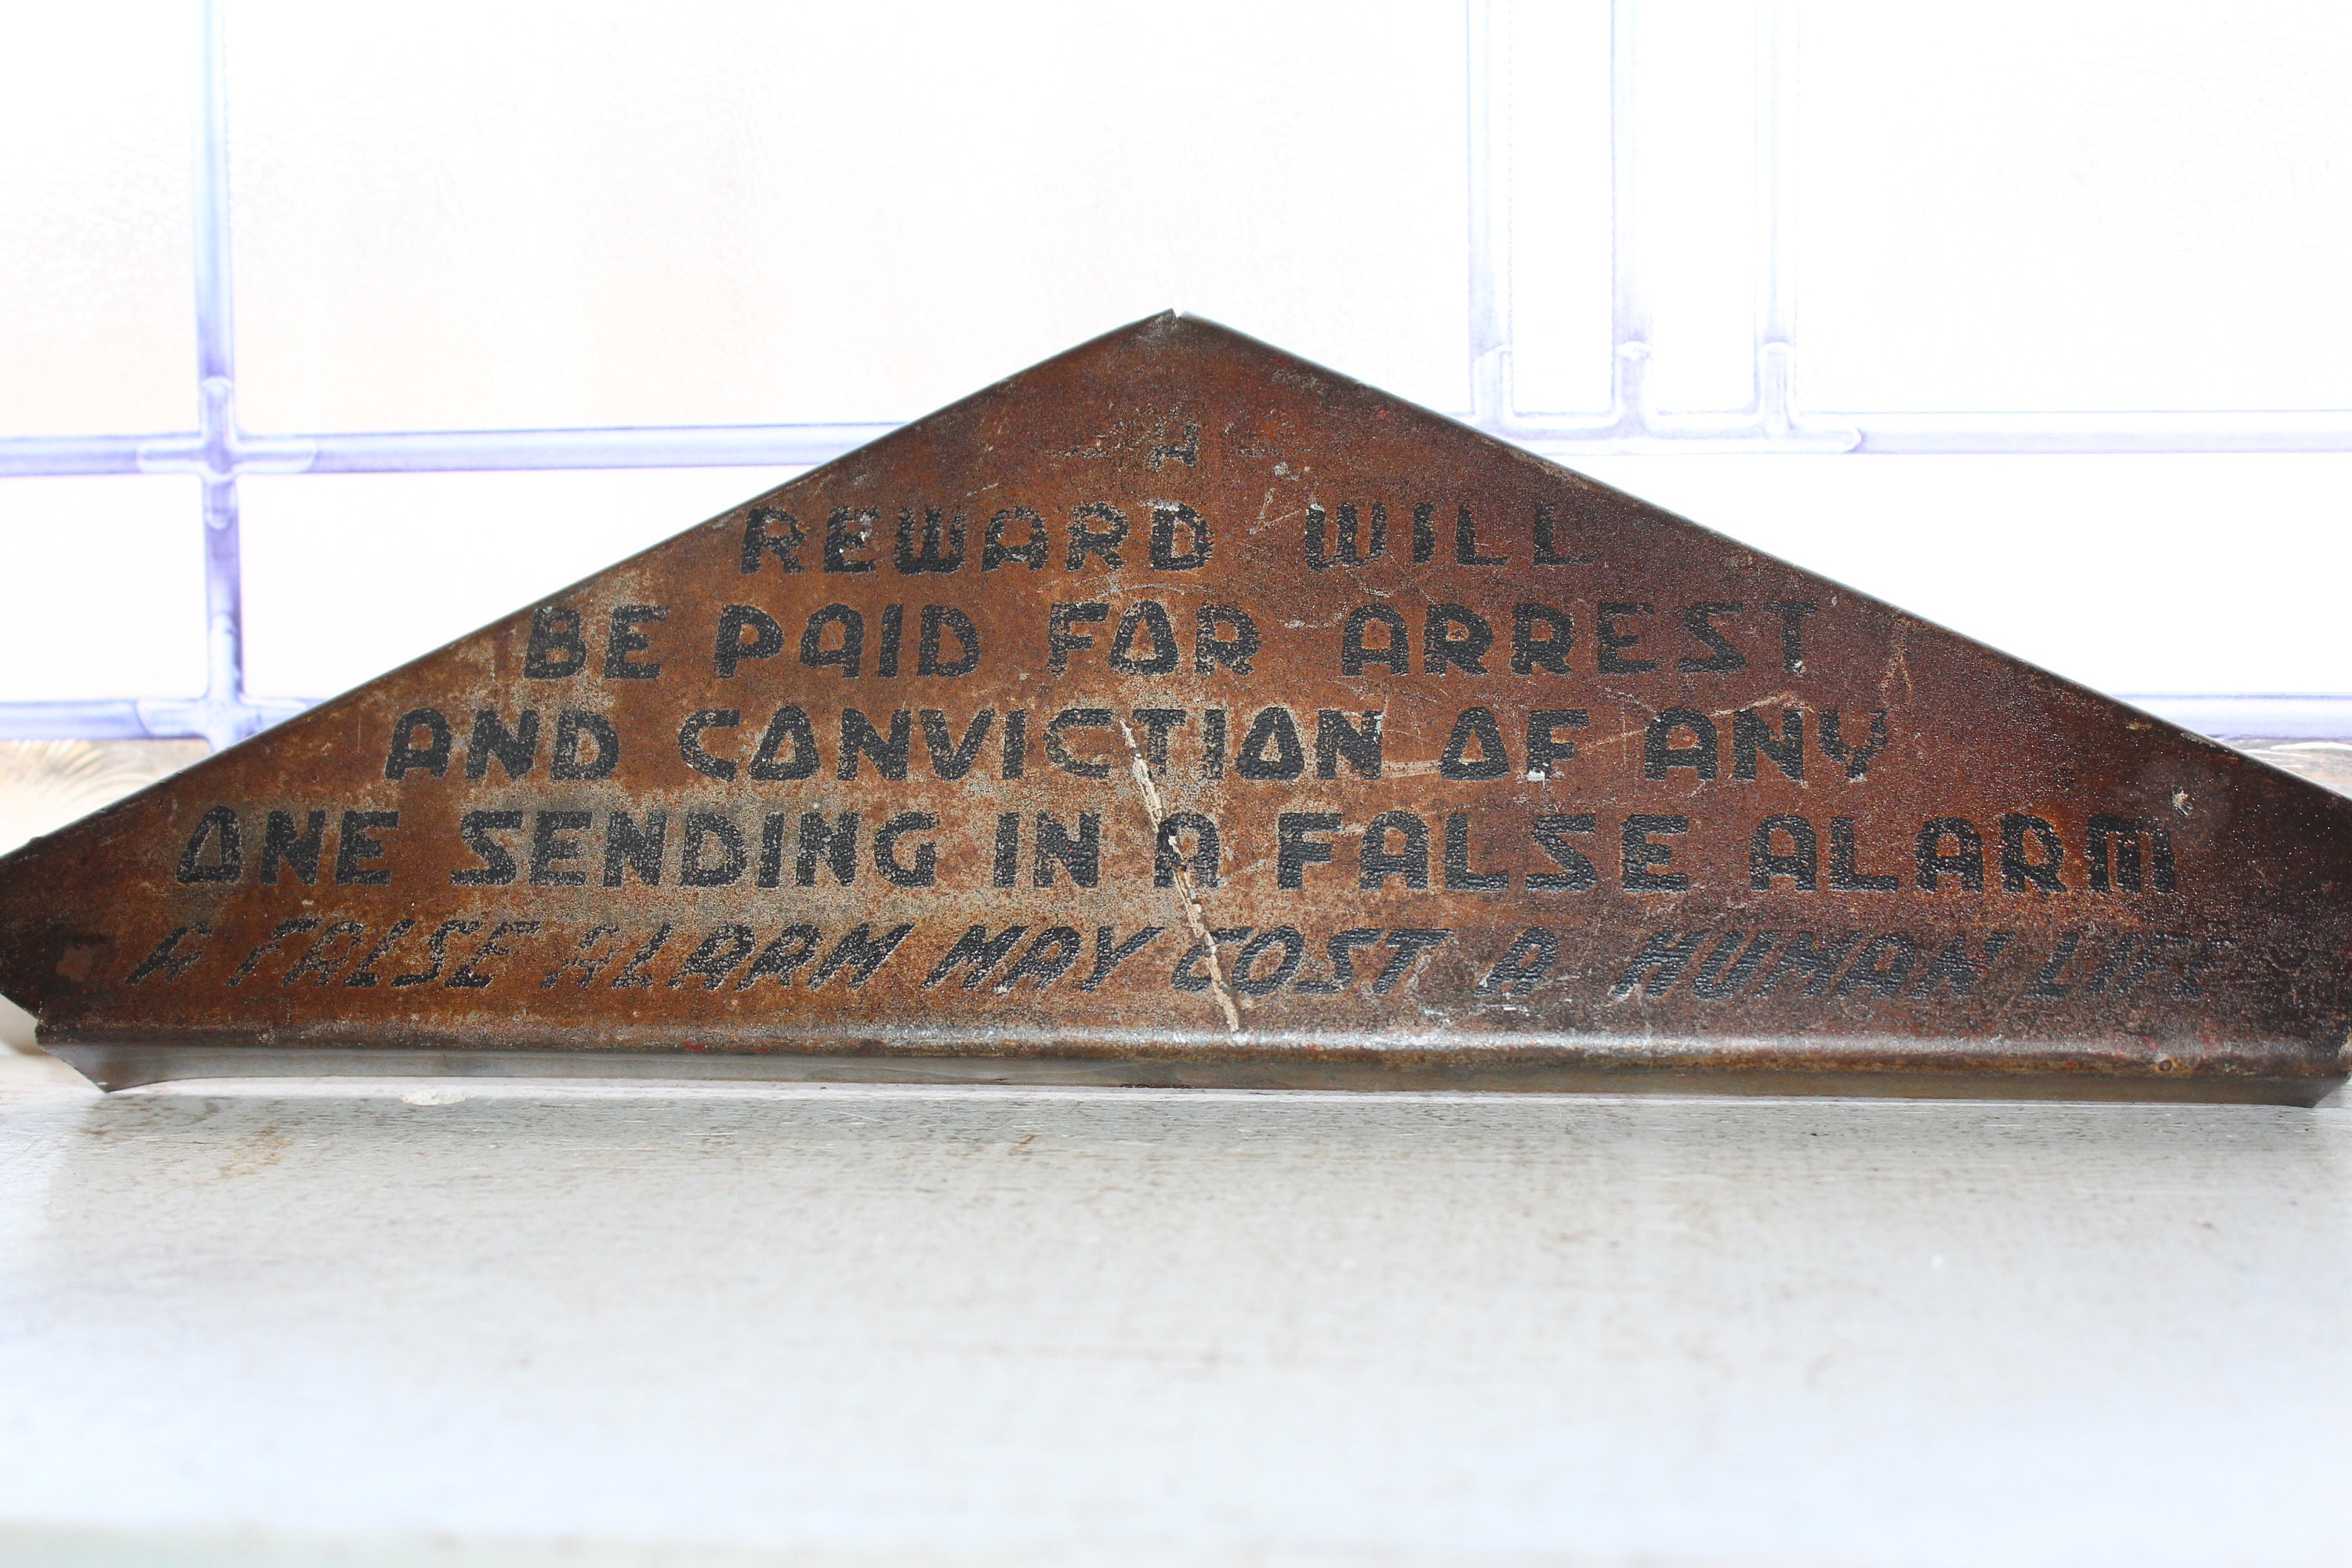 - A -
REWARD WILL
BE PAID FOR ARREST
AND CONVICTION OF ANY
ONE SENDING IN A FALSE ALARM
A FALSE ALARM MAY COST A HUMAN LIFE